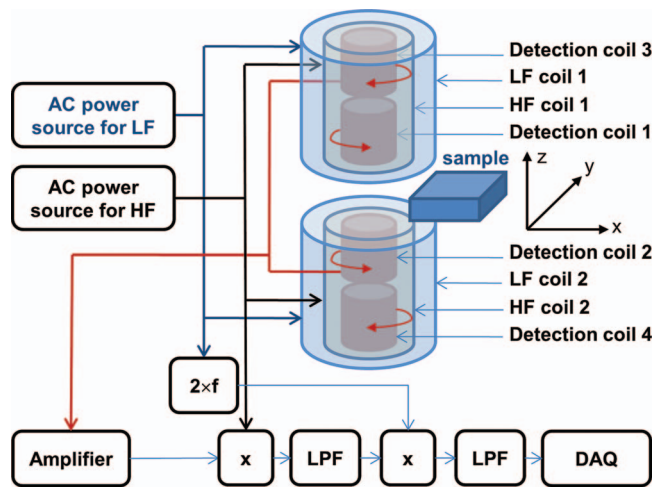 Detection coil 3
LF coil 1
HF coil 1
Detection coil 1
AC power
source for LF
AC power
source for HF
sample
z
y
x
Detection coil 2
LF coil 2
HF coil 2
Detection coil 4
2×f
Amplifier
x
LPF
x
LPF
DAQ